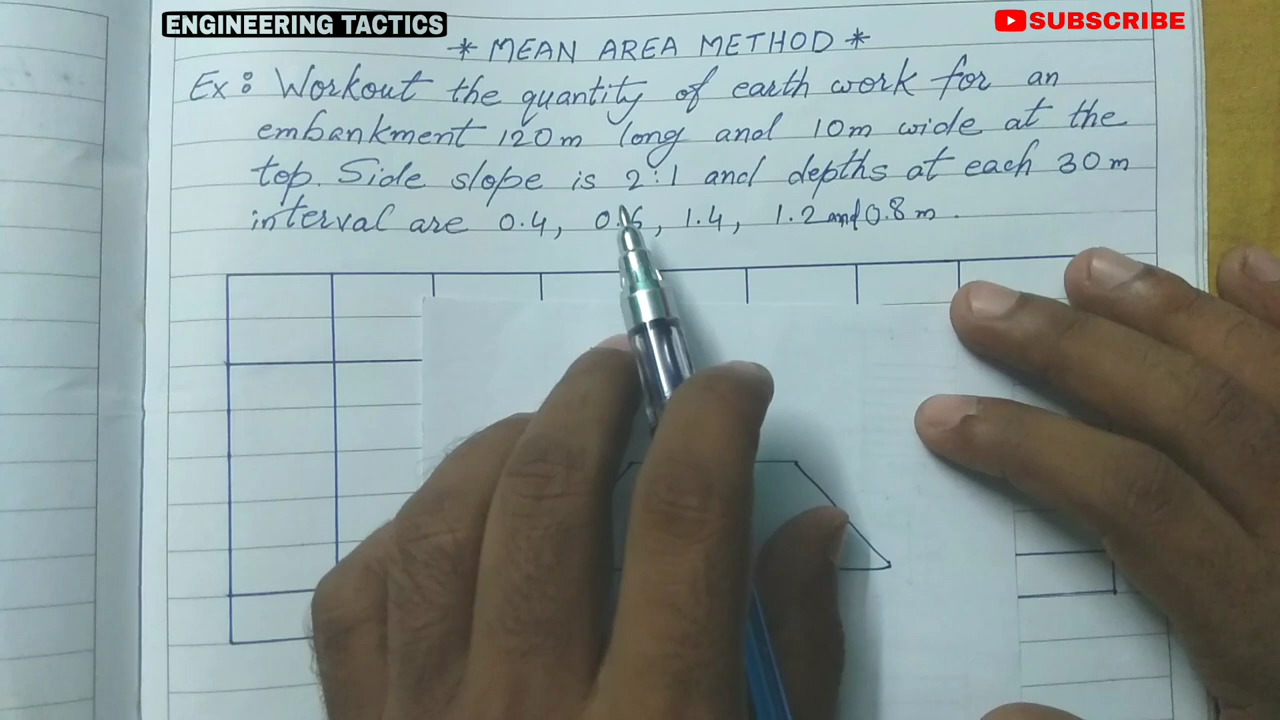 ENGINEERING TACTICS
SUBSCRIBE
* MEAN AREA METHOD *
Ex: Workout the quantity of earth work for an
embankment 120m long and 10m wide at the
top. Side slope is 2:1 and depths at each 30m
interval are 0.4, 0.6, 1.4, 1.2 and 0.8m.